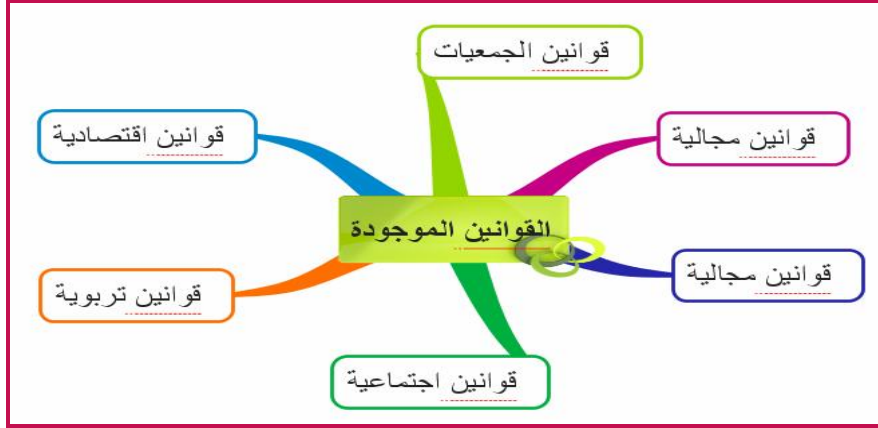 قوانين الجمعيات
قوانين مجالية
قوانين اقتصادية
القوانين الموجودة
قوانين مجالية
قوانين تربوية
قوانين اجتماعية